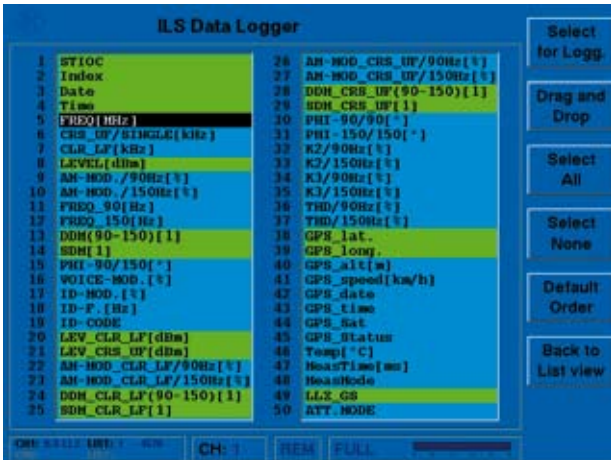 ILS Data Logger
1 STIOC
2 Index
3 Date
4 Time
5 FREQ[MHz]
6 CRS_UF/SINGLE[kHz]
7 CLR_LF[kHz]
8 LEVEL[dBm]
9 AM-MOD./90Hz[%]
10 AM-MOD./150Hz[%]
11 FREQ_90[Hz]
12 FREQ_150[Hz]
13 DDM(90-150)[1]
14 SDM[1]
15 PHI-90/150[°]
16 VOICE-MOD.[%]
17 ID-MOD.[%]
18 ID-F.[Hz]
19 ID-CODE
20 LEV_CLR_LF[dBm]
21 LEV_CRS_UF[dBm]
22 AM-MOD_CLR_LF/90Hz[%]
23 AM-MOD_CLR_LF/150Hz[%]
24 DDM_CLR_LF(90-150)[1]
25 SDM_CLR_LF[1]
26 AM-MOD_CRS_UF/90Hz[%]
27 AM-MOD_CRS_UF/150Hz[%]
28 DDM_CRS_UF(90-150)[1]
29 SDM_CRS_UF[1]
30 PHI-90/90[°]
31 PHI-150/150[°]
32 K2/90Hz[%]
33 K2/150Hz[%]
34 K3/90Hz[%]
35 K3/150Hz[%]
36 THD/90Hz[%]
37 THD/150Hz[%]
38 GPS_lat.
39 GPS_long.
40 GPS_alt[m]
41 GPS_speed[km/h]
42 GPS_date
43 GPS_time
44 GPS_Sat
45 GPS_Status
46 Temp[°C]
47 MeasTime[ms]
48 MeasMode
49 LLZ_GS
50 ATT.MODE
Select
for Logg.
Drag and
Drop
Select
All
Select
None
Default
Order
Back to
List view
CH: 1
REM
FULL